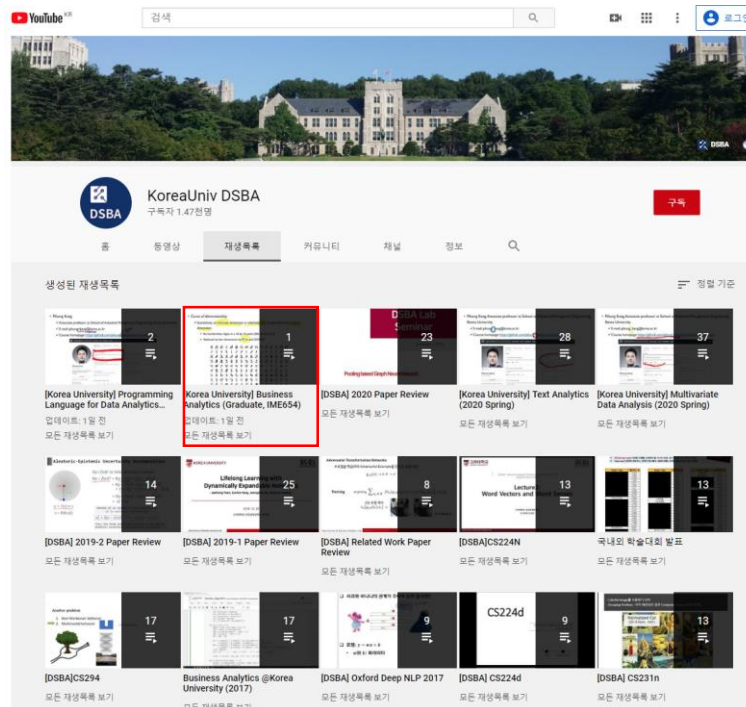 YouTube KR
검색
DSBA
DSBA
KoreaUniv DSBA
구독자 1.47천명
구독
홈 동영상 재생목록 커뮤니티 채널 정보
생성된 재생목록
정렬 기준
2
1
23
28
37
DSBA Lab
Seminar
[Korea University] Programming
Language for Data Analytics...
업데이트: 1일 전
모든 재생목록 보기
[Korea University] Business
Analytics (Graduate, IME654)
업데이트: 1일 전
모든 재생목록 보기
[DSBA] 2020 Paper Review
모든 재생목록 보기
[Korea University] Text Analytics
(2020 Spring)
모든 재생목록 보기
[Korea University] Multivariate
Data Analysis (2020 Spring)
모든 재생목록 보기
14
25
8
13
13
Lifelong Learning with
[DSBA] 2019-2 Paper Review
모든 재생목록 보기
[DSBA] 2019-1 Paper Review
모든 재생목록 보기
[DSBA] Related Work Paper
Review
모든 재생목록 보기
[DSBA]CS224N
모든 재생목록 보기
국내외 학술대회 발표
모든 재생목록 보기
17
17
9
9
13
CS224d
[DSBA]CS294
모든 재생목록 보기
Business Analytics @Korea
University (2017)
모든 재생목록 보기
[DSBA] Oxford Deep NLP 2017
모든 재생목록 보기
[DSBA] CS224d
모든 재생목록 보기
[DSBA] CS231n
모든 재생목록 보기